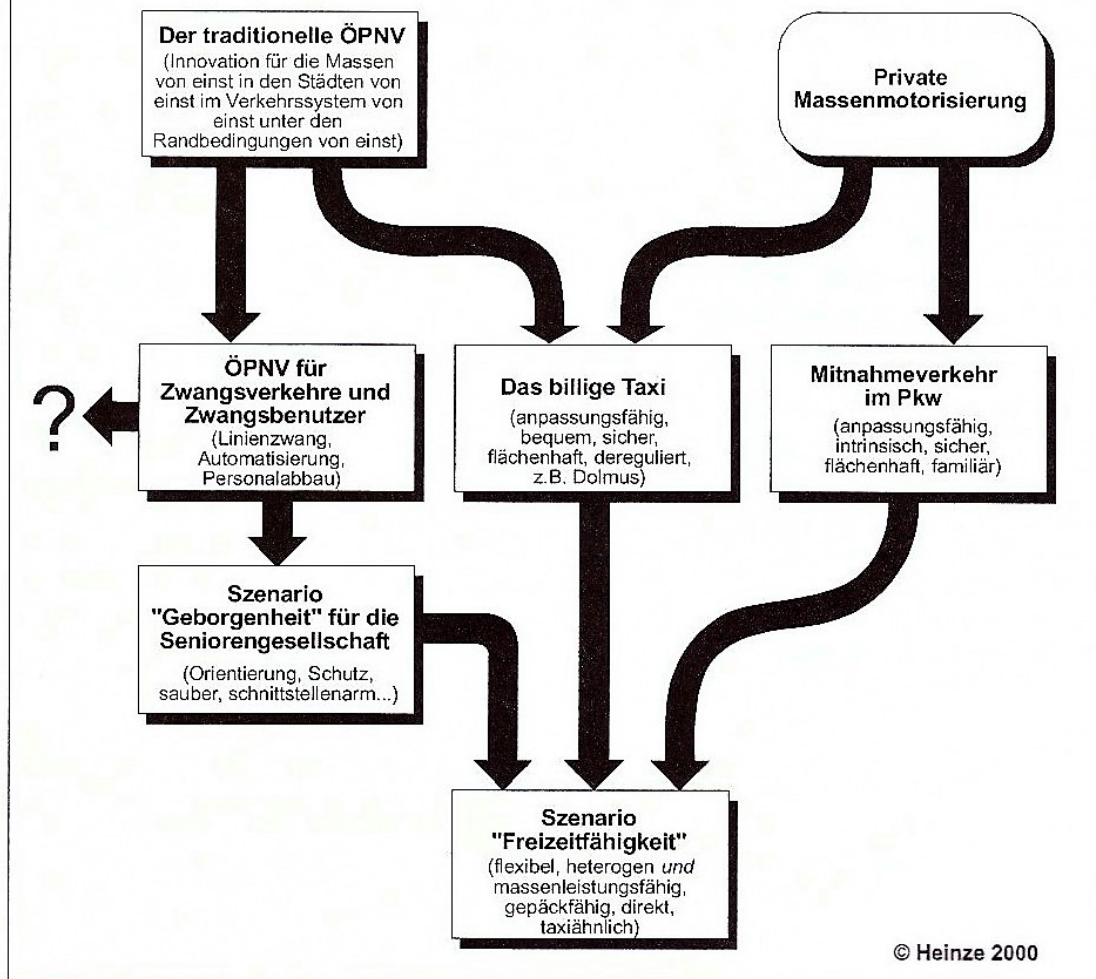 Der traditionelle ÖPNV
(Innovation für die Massen
von einst in den Städten von
einst im Verkehrssystem von
einst unter den
Randbedingungen von einst)
Private
Massenmotorisierung
?
ÖPNV für
Zwangsverkehre und
Zwangsbenutzer
(Linienzwang,
Automatisierung,
Personalabbau)
Das billige Taxi
(anpassungsfähig,
bequem, sicher,
flächenhaft, dereguliert,
z.B. Dolmus)
Mitnahmeverkehr
im Pkw
(anpassungsfähig,
intrinsisch, sicher,
flächenhaft, familiär)
Szenario
"Geborgenheit" für die
Seniorengesellschaft
(Orientierung, Schutz,
sauber, schnittstellenarm...)
Szenario
"Freizeitfähigkeit"
(flexibel, heterogen und
massenleistungsfähig,
gepäckfähig, direkt,
taxiähnlich)
© Heinze 2000